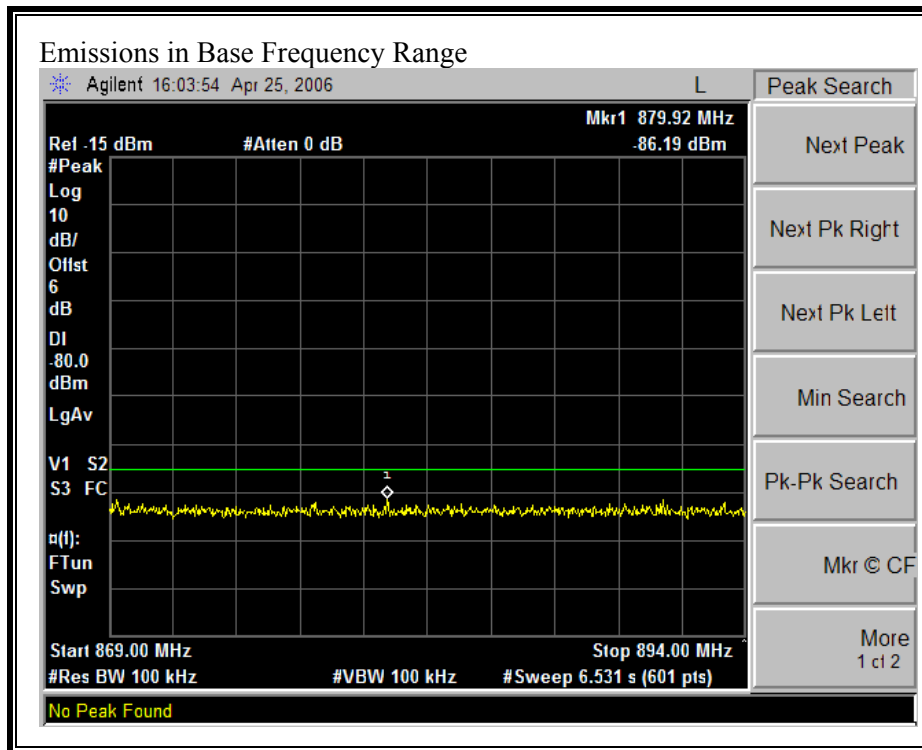 Emissions in Base Frequency Range
Agilent 16:03:54 Apr 25, 2006 L
Peak Search
Mkr1 879.92 MHz
Ref -15 dBm #Atten 0 dB -86.19 dBm
#Peak
Log
10
dB/
Offst
6
dB
DI
-80.0
dBm
LgAv
V1 S2
S3 FC
¤(f):
FTun
Swp
1
Start 869.00 MHz Stop 894.00 MHz
#Res BW 100 kHz #VBW 100 kHz #Sweep 6.531 s (601 pts)
No Peak Found
Next Peak
Next Pk Right
Next Pk Left
Min Search
Pk-Pk Search
Mkr © CF
More
1 of 2